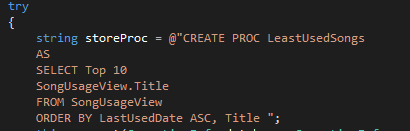 try
{
string storeProc = @"CREATE PROC LeastUsedSongs
AS
SELECT Top 10
SongUsageView.Title
FROM SongUsageView
ORDER BY LastUsedDate ASC, Title ";